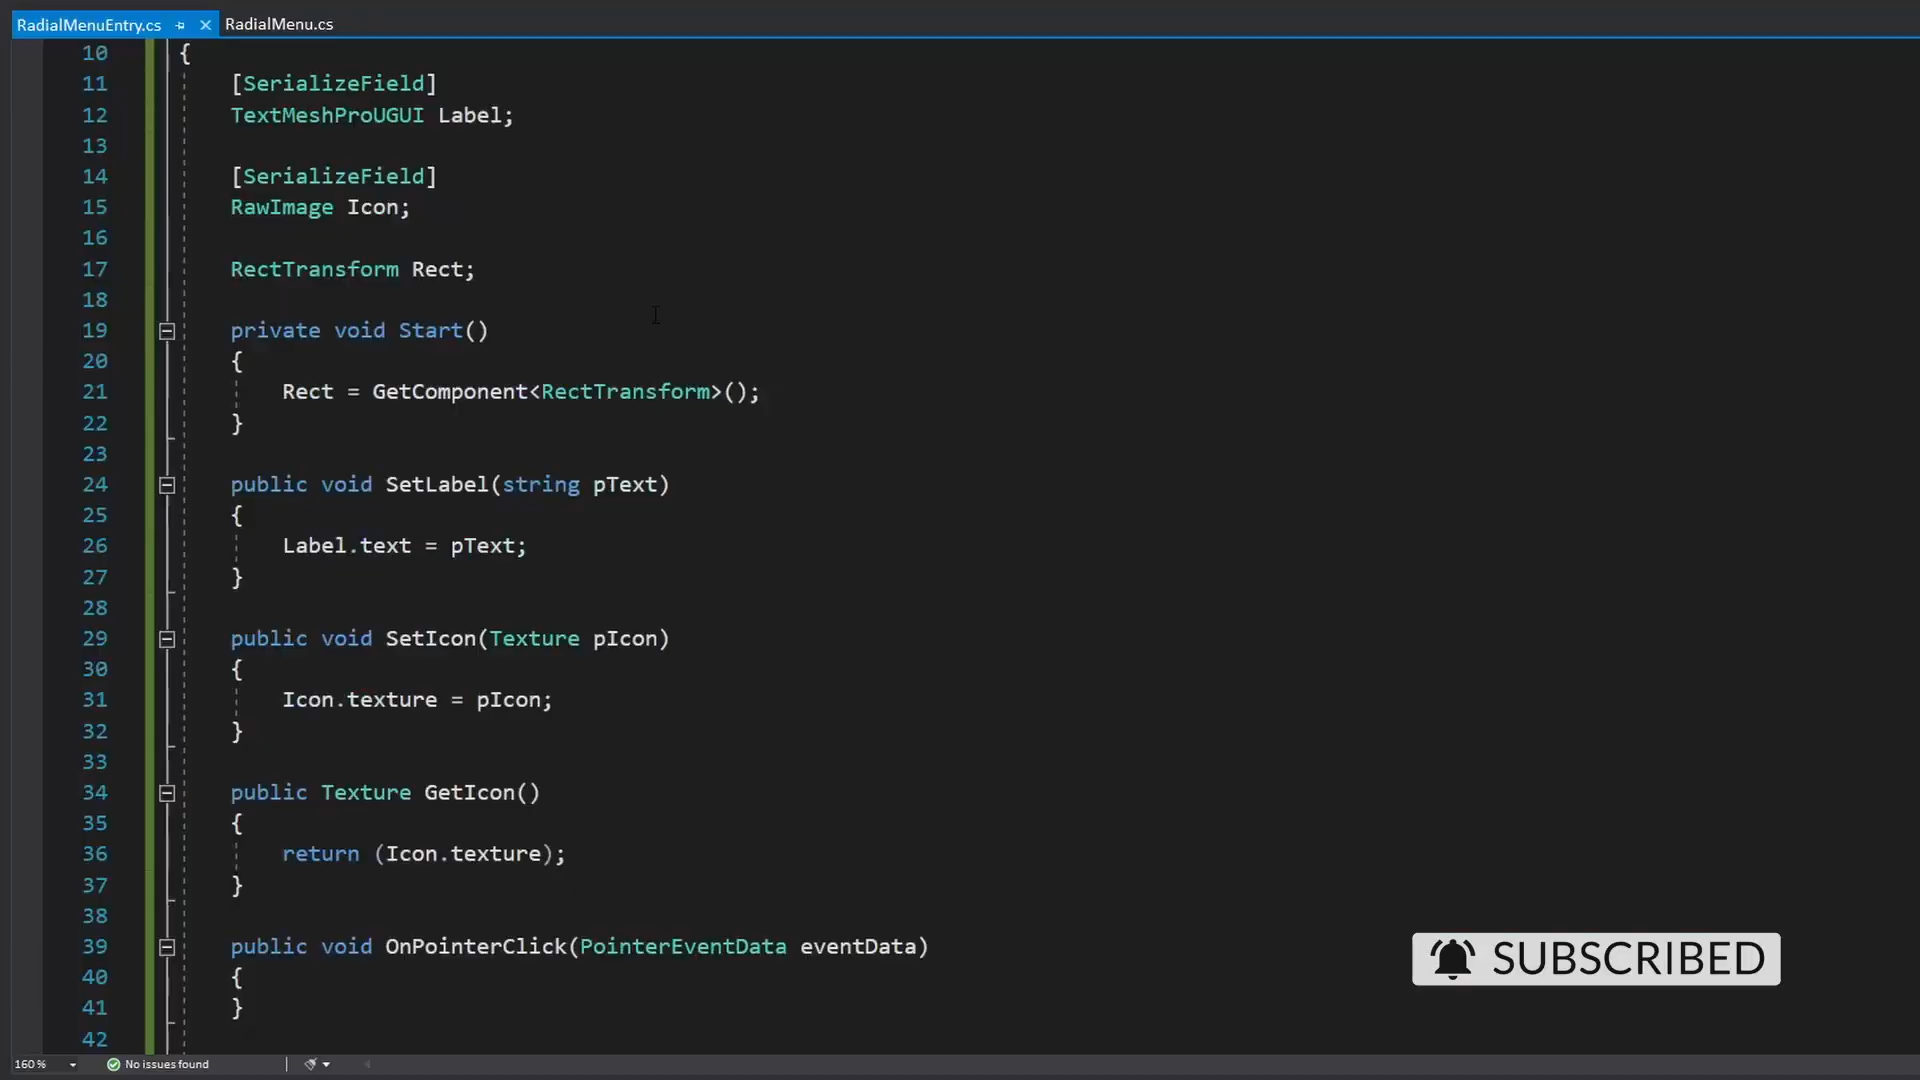 RadialMenuEntry.cs RadialMenu.cs
10 {
11 [SerializeField]
12 TextMeshProUGUI Label;
13
14 [SerializeField]
15 RawImage Icon;
16
17 RectTransform Rect;
18
19 private void Start()
20 {
21 Rect = GetComponent<RectTransform>();
22 }
23
24 public void SetLabel(string pText)
25 {
26 Label.text = pText;
27 }
28
29 public void SetIcon(Texture pIcon)
30 {
31 Icon.texture = pIcon;
32 }
33
34 public Texture GetIcon()
35 {
36 return (Icon.texture);
37 }
38
39 public void OnPointerClick(PointerEventData eventData)
40 {
41 }
42
SUBSCRIBED
160 % No issues found